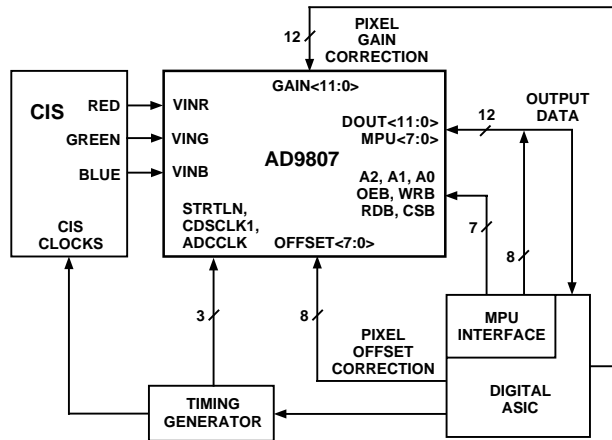 PIXEL
GAIN
CORRECTION
12
CIS
RED
GREEN
BLUE
CIS
CLOCKS
GAIN<11:0>
VINR
VING
VINB
AD9807
DOUT<11:0>
MPU<7:0>
A2, A1, A0
OEB, WRB
RDB, CSB
STRTLN,
CDSCLK1,
ADCCLK
OFFSET<7:0>
12
OUTPUT
DATA
7
8
3
8
PIXEL
OFFSET
CORRECTION
MPU
INTERFACE
DIGITAL
ASIC
TIMING
GENERATOR